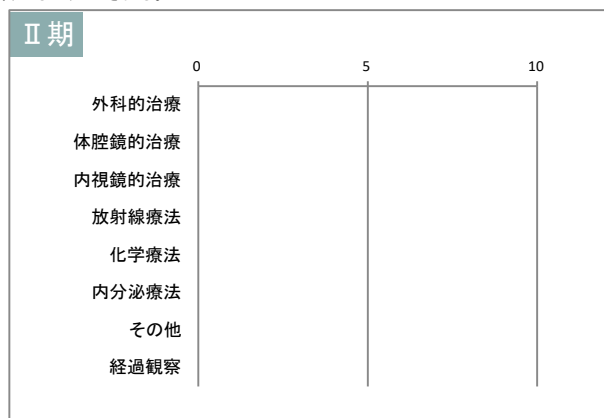 Ⅱ期
0 5 10
外科的治療
体腔鏡的治療
内視鏡的治療
放射線療法
化学療法
内分泌療法
その他
経過観察